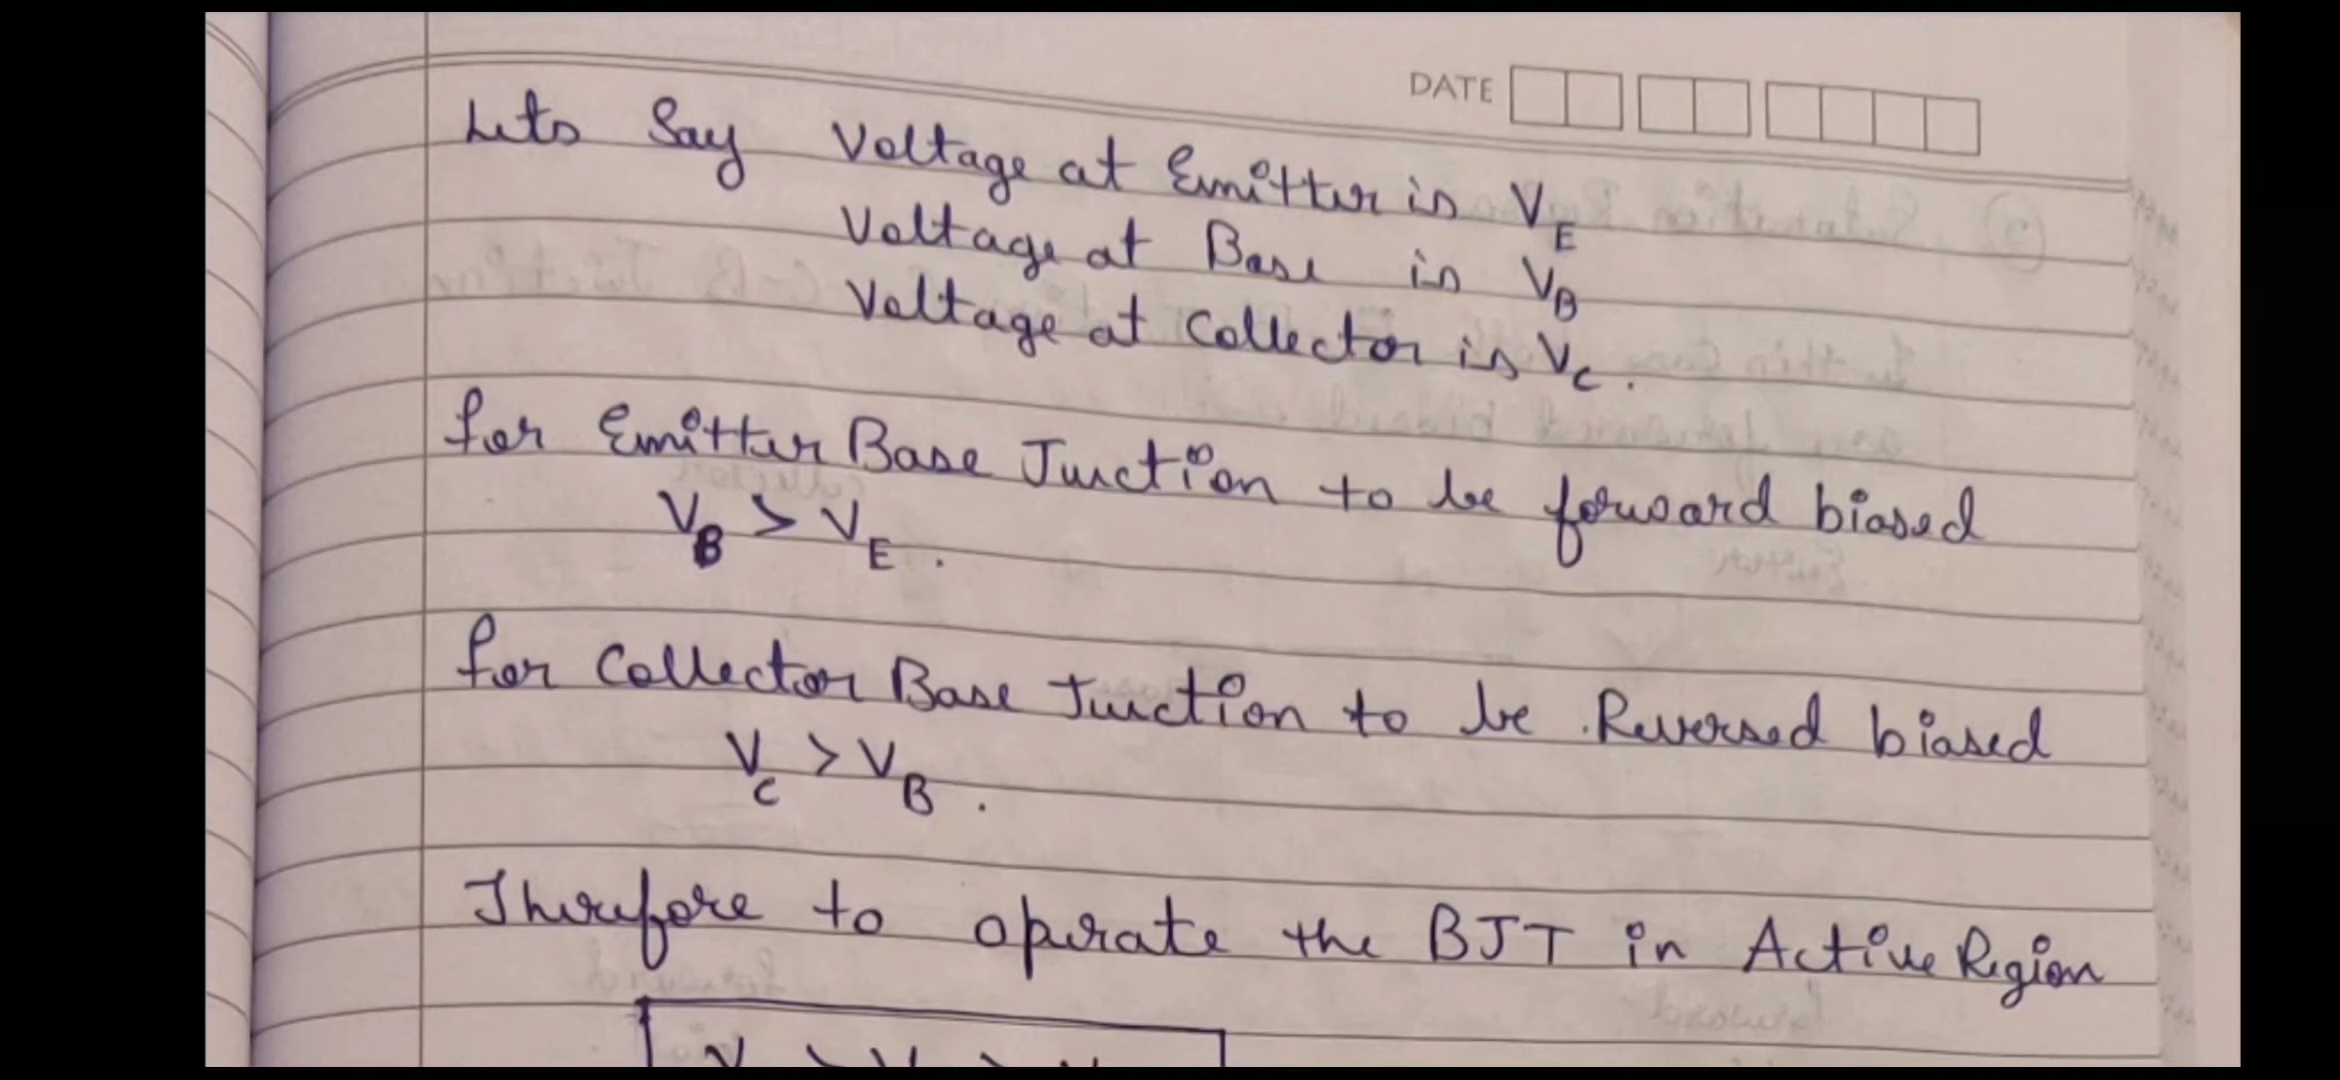 DATE
Lets Say Voltage at Emitter is VE
Voltage at Base is VB
Voltage at Collector is VC.
for Emitter Base Junction to be forward biased
VB > VE.
for Collector Base Junction to be Reversed biased
VC > VB.
Therefore to operate the BJT in Active Region